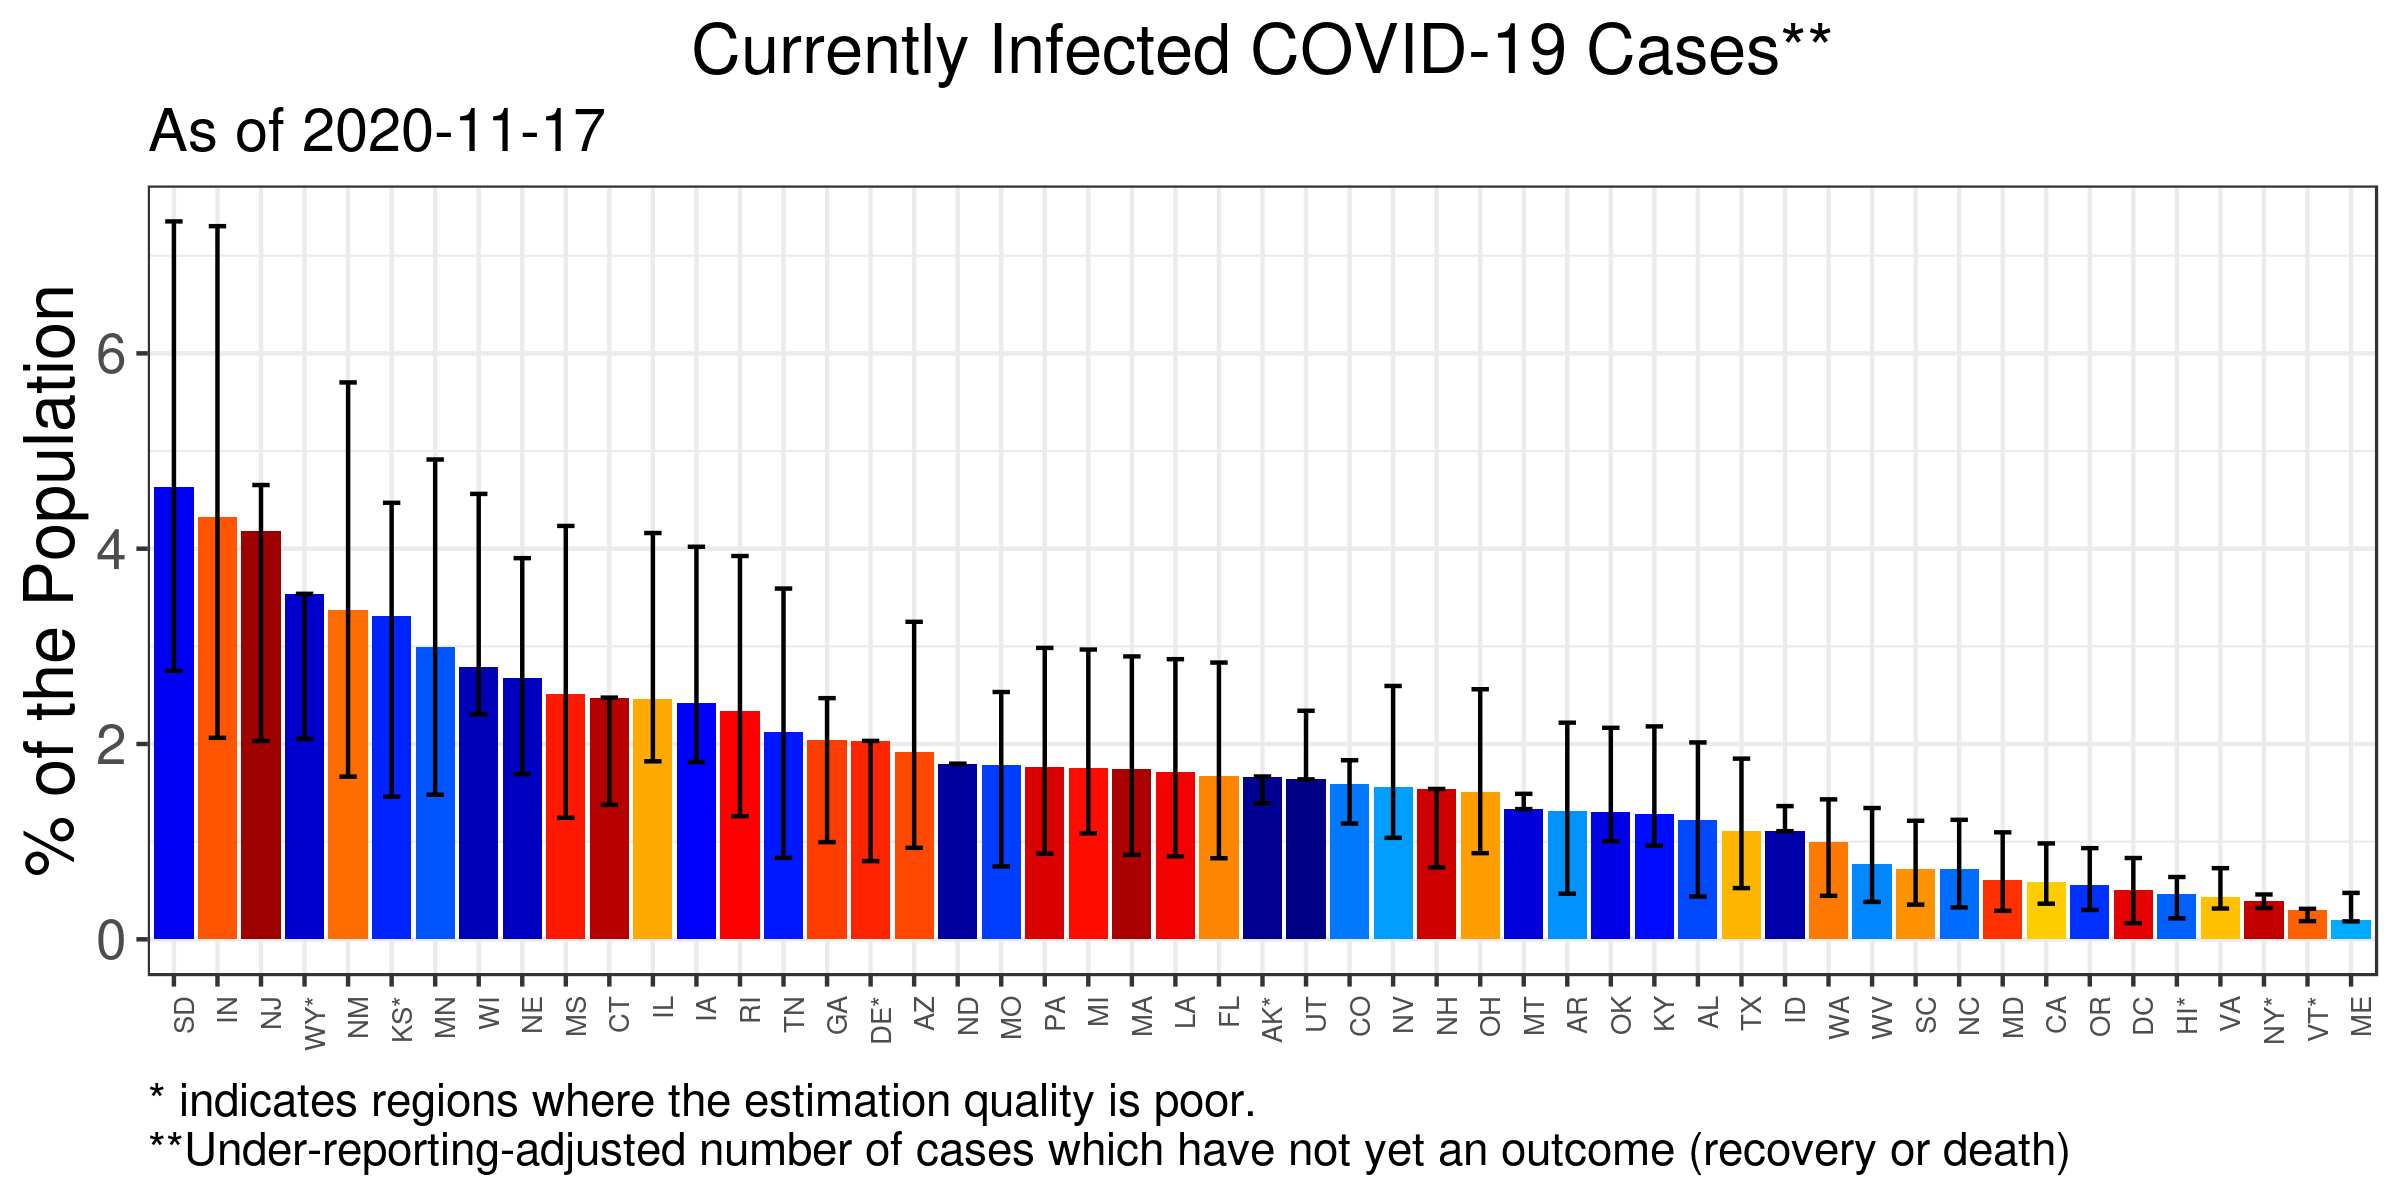 Currently Infected COVID-19 Cases**
As of 2020-11-17
% of the Population
6
4
2
0
SD IN NJ WY* NM KS* MN WI NE MS CT IL IA RI TN GA DE* AZ ND MO PA MI MA LA FL AK* UT CO NV NH OH MT AR OK KY AL TX ID WA WV SC NC MD CA OR DC HI* VA NY* VT* ME
* indicates regions where the estimation quality is poor.
**Under-reporting-adjusted number of cases which have not yet an outcome (recovery or death)